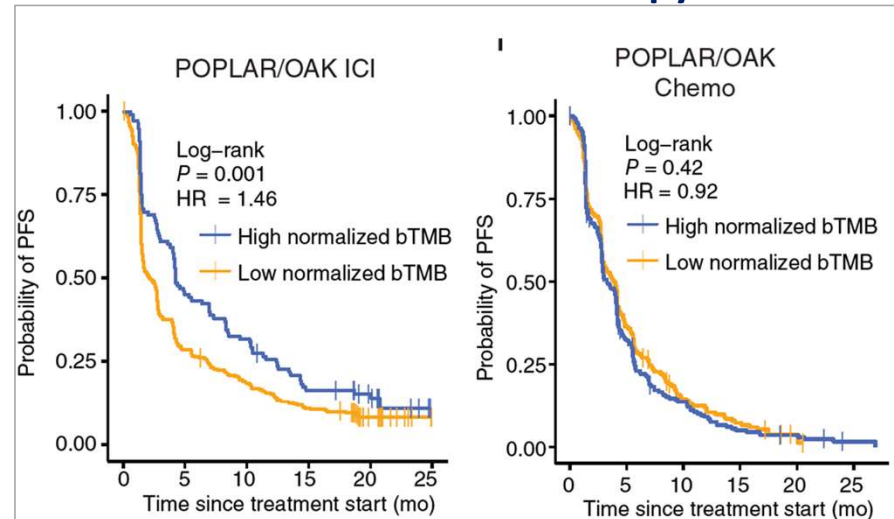 POPLAR/OAK ICI
Probability of PFS
1.00
0.75
0.50
0.25
0.00
Log–rank
P = 0.001
HR = 1.46
High normalized bTMB
Low normalized bTMB
0 5 10 15 20 25
Time since treatment start (mo)
POPLAR/OAK
Chemo
Probability of PFS
1.00
0.75
0.50
0.25
0.00
Log–rank
P = 0.42
HR = 0.92
High normalized bTMB
Low normalized bTMB
0 5 10 15 20 25
Time since treatment start (mo)